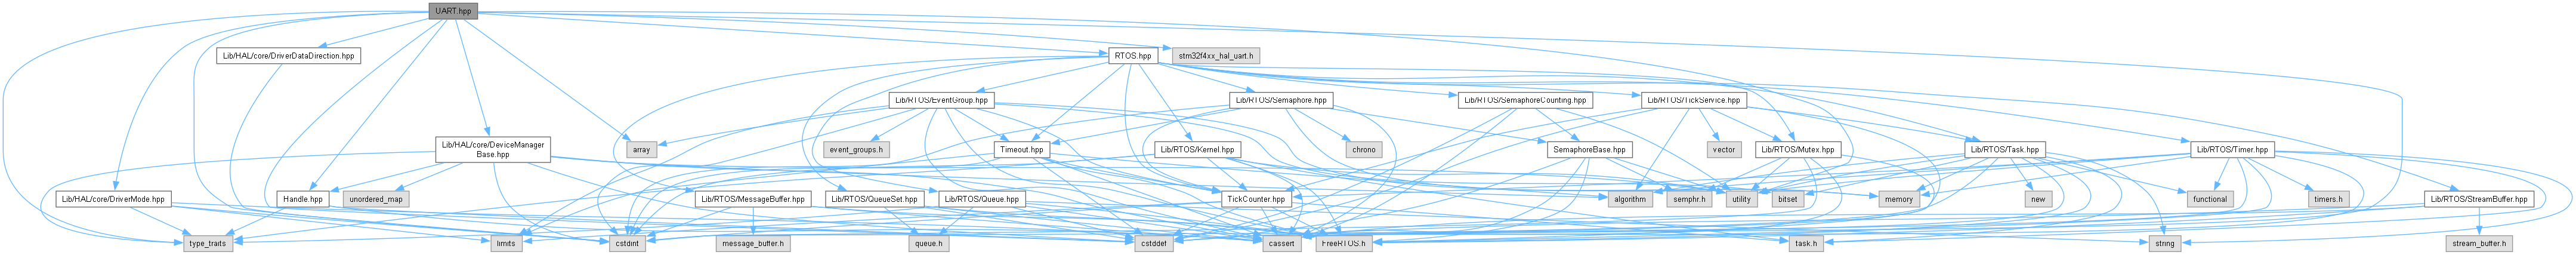 UART.hpp
Lib/HAL/core/DriverDataDirection.hpp
RTOS.hpp
stm32f4xx_hal_uart.h
Lib/RTOS/EventGroup.hpp
Lib/RTOS/Semaphore.hpp
Lib/RTOS/SemaphoreCounting.hpp
Lib/RTOS/TickService.hpp
Lib/HAL/core/DeviceManager
Base.hpp
array
event_groups.h
Timeout.hpp
Lib/RTOS/Kernel.hpp
chrono
SemaphoreBase.hpp
vector
Lib/RTOS/Mutex.hpp
Lib/RTOS/Task.hpp
Lib/RTOS/Timer.hpp
Lib/HAL/core/DriverMode.hpp
Handle.hpp
unordered_map
Lib/RTOS/MessageBuffer.hpp
Lib/RTOS/QueueSet.hpp
Lib/RTOS/Queue.hpp
TickCounter.hpp
algorithm
semphr.h
utility
bitset
memory
new
functional
timers.h
Lib/RTOS/StreamBuffer.hpp
type_traits
limits
cstdint
message_buffer.h
queue.h
cstddef
cassert
FreeRTOS.h
task.h
string
stream_buffer.h